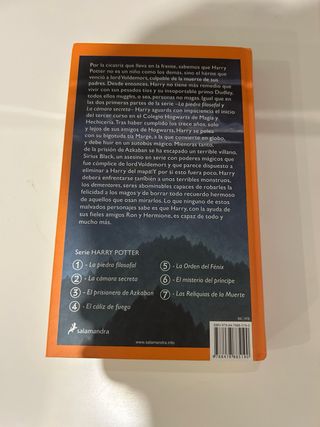 Por la cicatriz que lleva en la frente, sabemos que Harry
Potter no es un niño como los demás, sino el héroe que
venció a lord Voldemort, culpable de la muerte de sus
padres. Desde entonces, Harry no tiene más remedio que
vivir con sus pesados tíos y su insoportable primo Dudley,
todos ellos muggles, o sea, personas no magas. Igual que en
las dos primeras partes de la serie –La piedra filosofal y
La cámara secreta– Harry aguarda con impaciencia el inicio
del tercer curso en el Colegio Hogwarts de Magia y
Hechicería. Tras haber cumplido los trece años, solo
y lejos de sus amigos de Hogwarts, Harry se pelea
con su bigotuda tía Marge, a la que convierte en globo,
y debe huir en un autobús mágico. Mientras tanto,
de la prisión de Azkaban se ha escapado un terrible villano,
Sirius Black, un asesino en serie con poderes mágicos que
fue cómplice de lord Voldemort y que parece dispuesto a
eliminar a Harry del mapa. Y por si esto fuera poco, Harry
deberá enfrentarse también a unos terribles monstruos,
los dementores, seres abominables capaces de robarles la
felicidad a los magos y de borrar todo recuerdo hermoso
de aquellos que osan mirarlos. Lo que ninguno de estos
malvados personajes sabe es que Harry, con la ayuda de
sus fieles amigos Ron y Hermione, es capaz de todo y
mucho más.
Serie HARRY POTTER
1 - La piedra filosofal
2 - La cámara secreta
3 - El prisionero de Azkaban
4 - El cáliz de fuego
5 - La Orden del Fénix
6 - El misterio del príncipe
7 - Las Reliquias de la Muerte
salamandra
www.salamandra.info